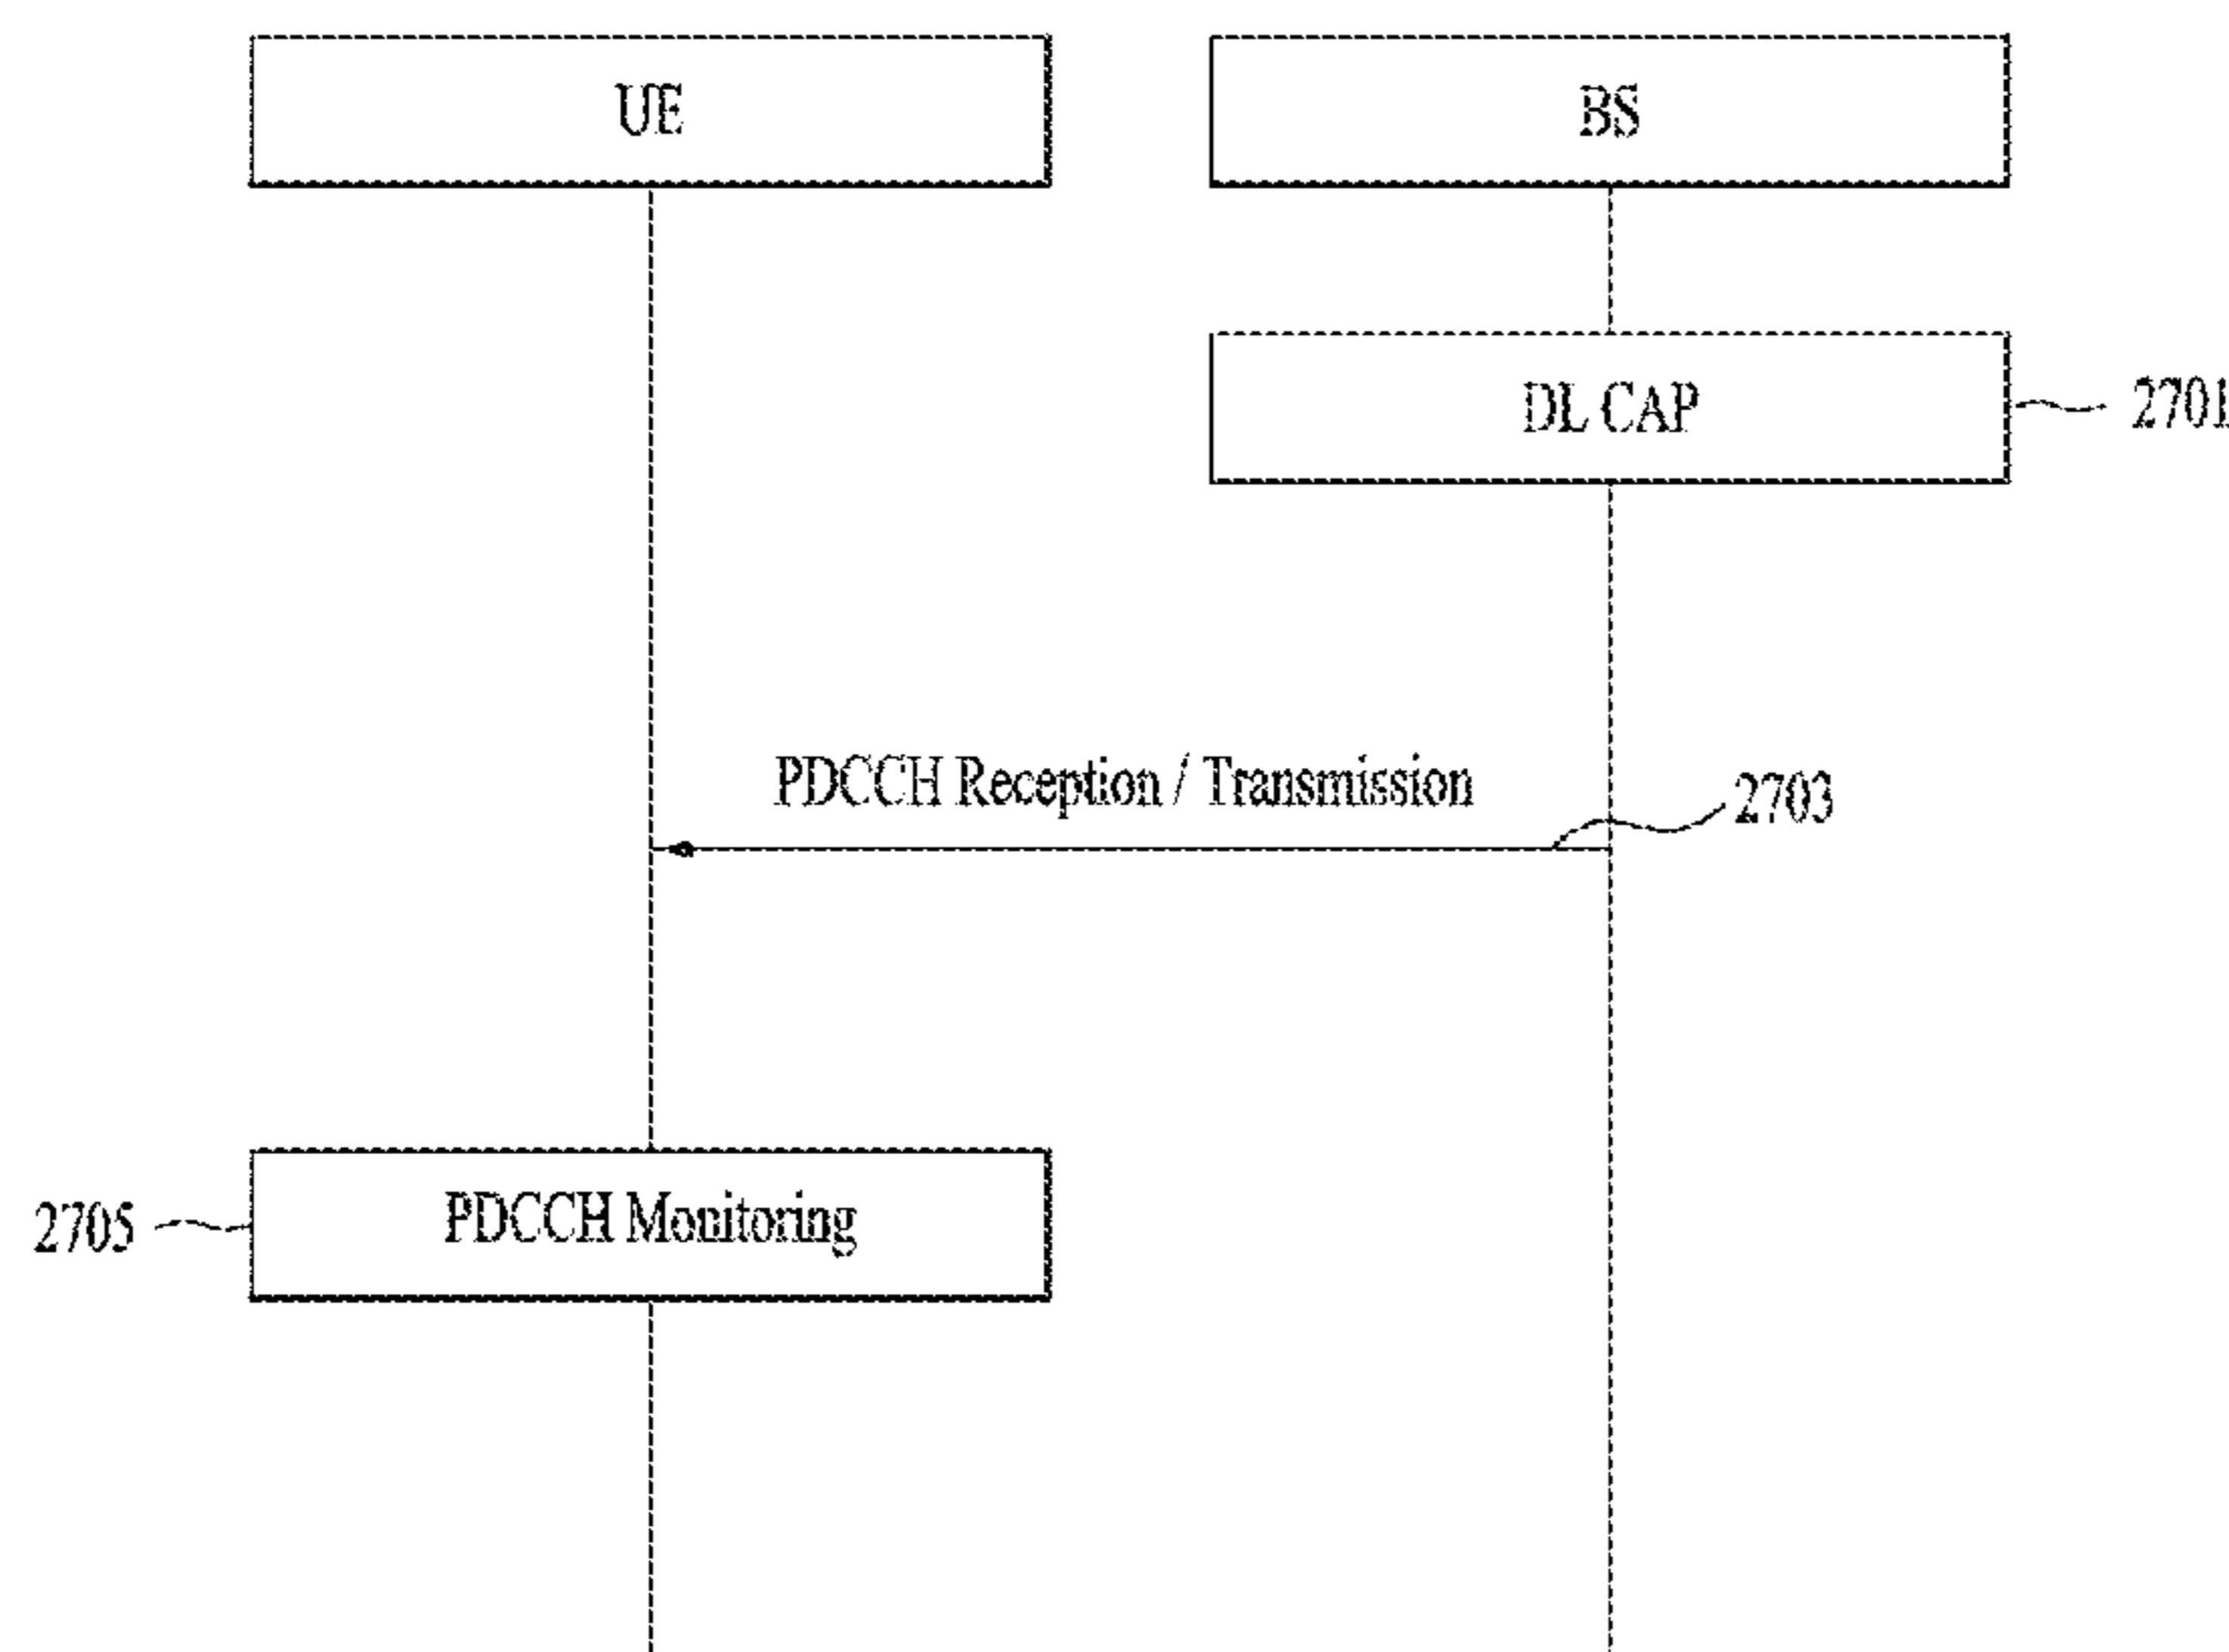 UE
BS
DL CAP
2701
PDCCH Reception / Transmission
2703
2705
PDCCH Monitoring